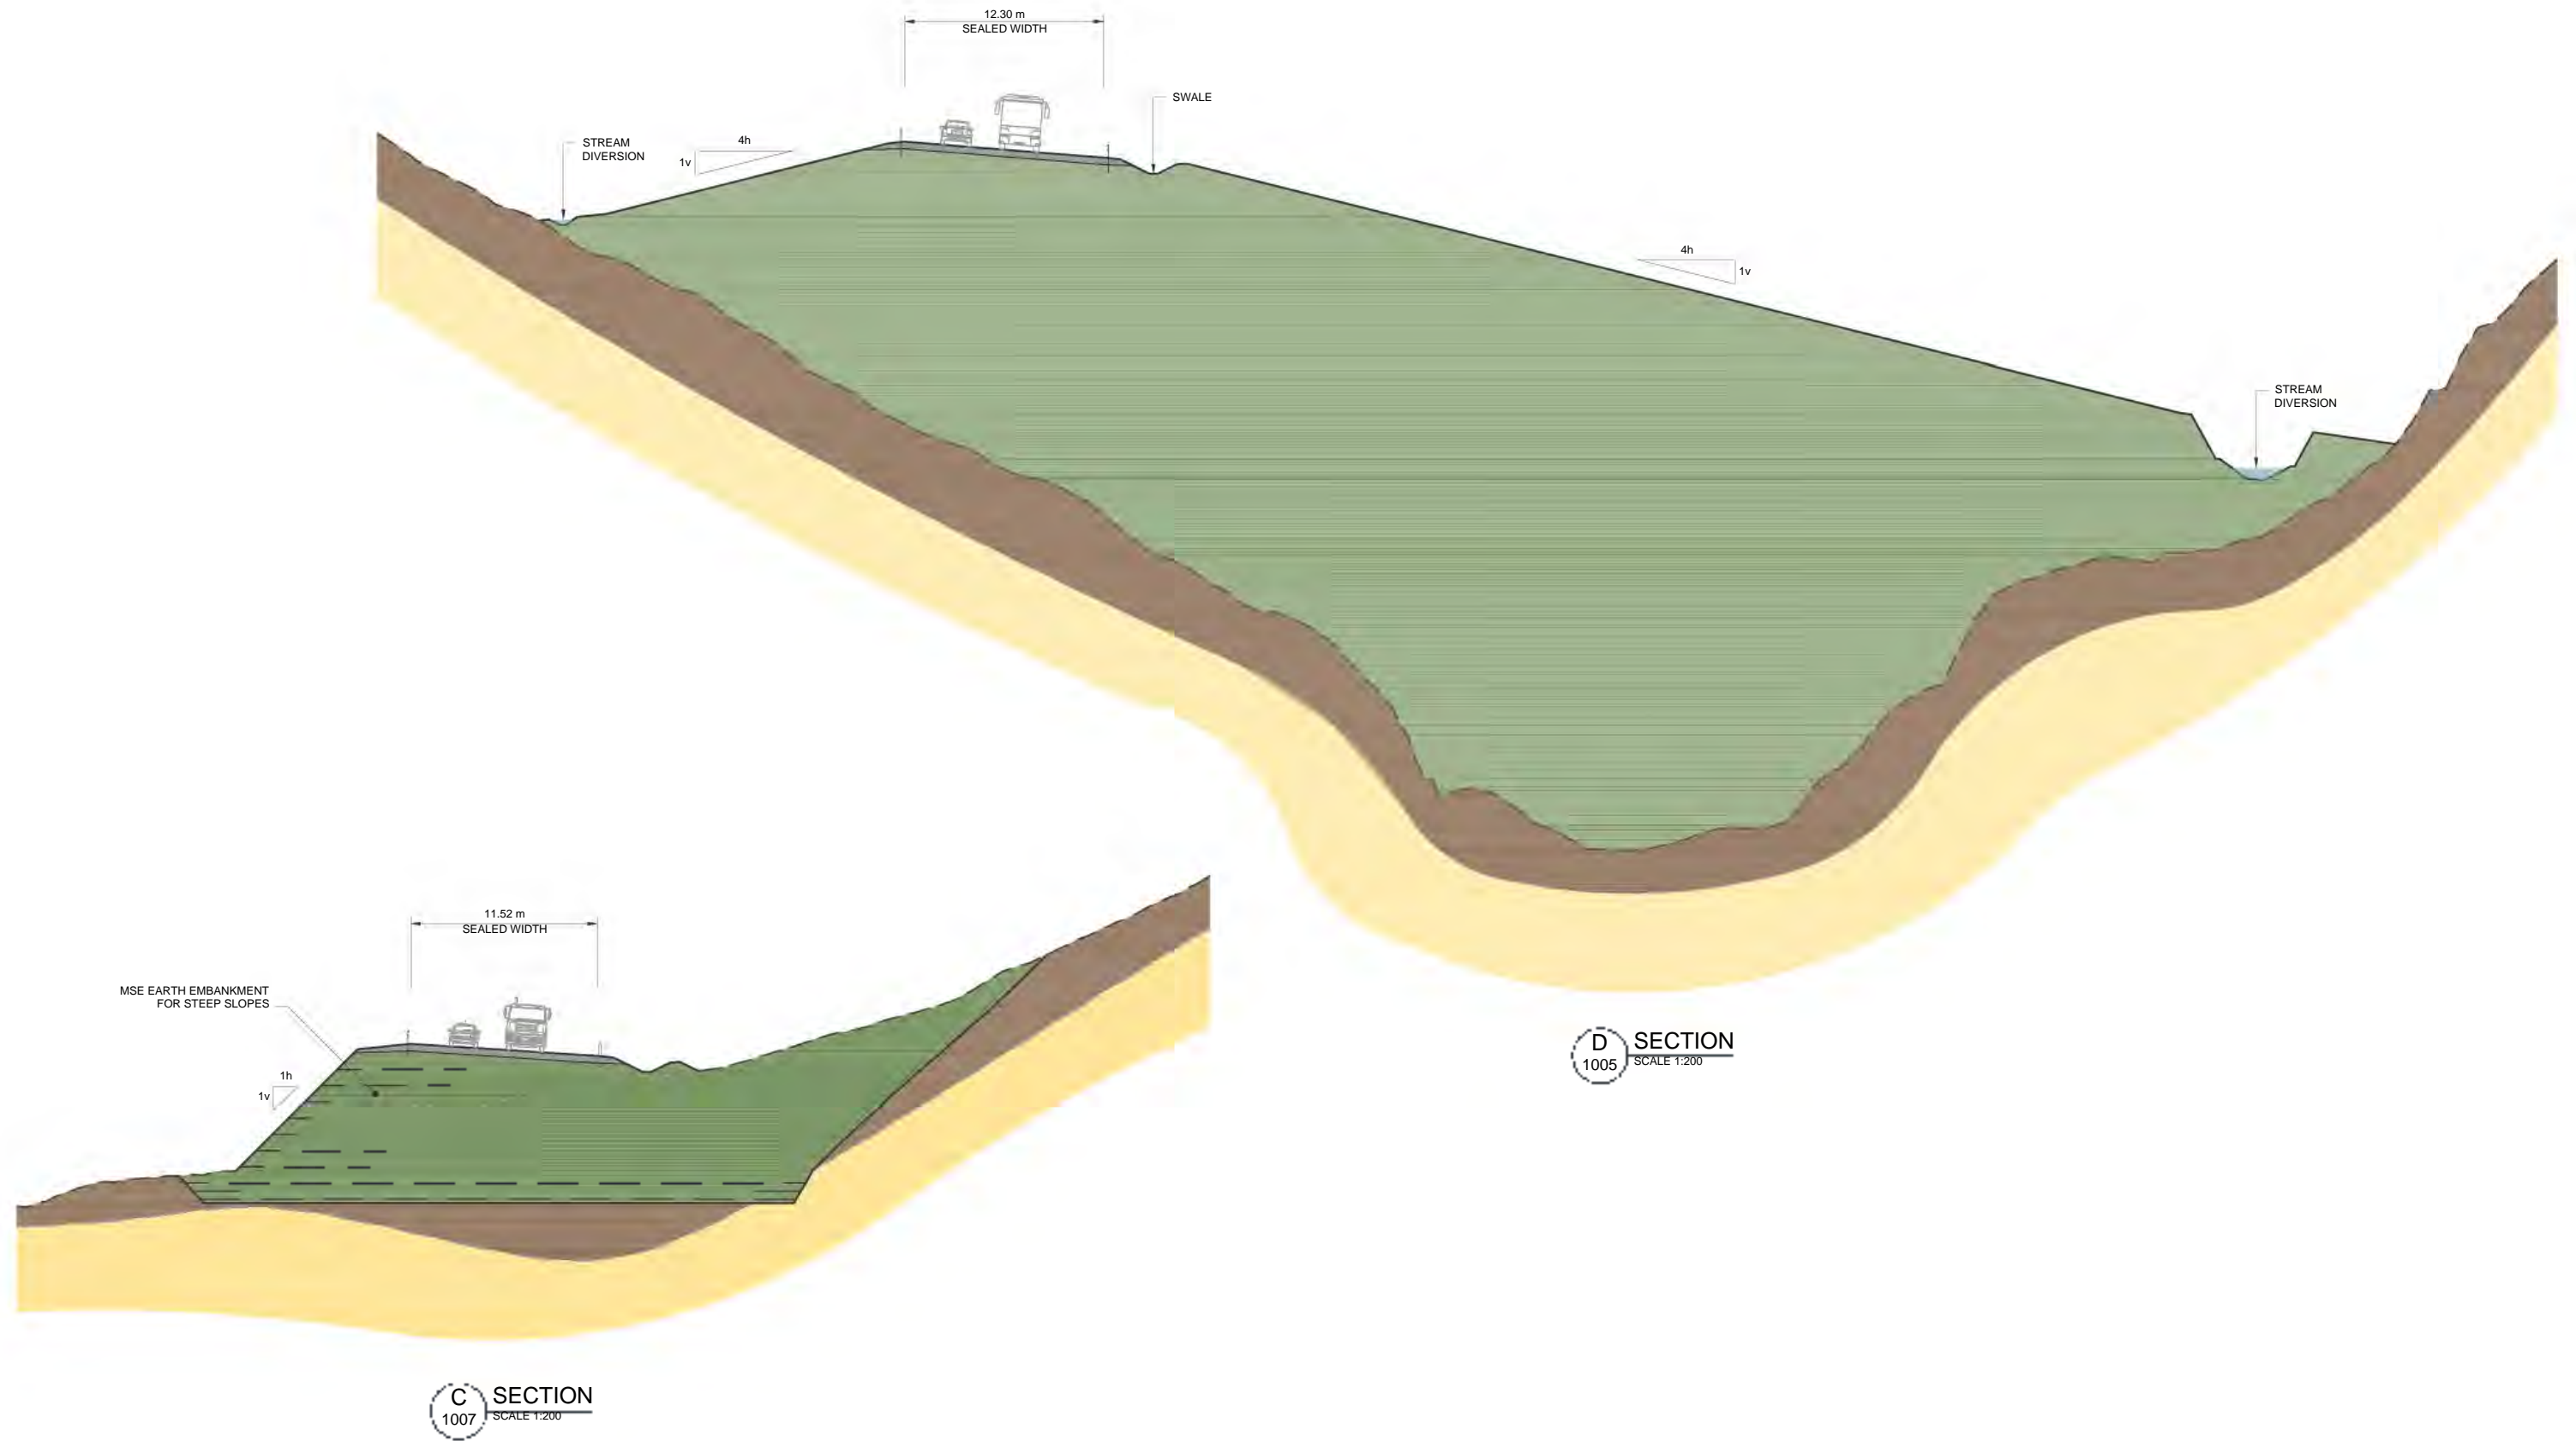 12.30 m
SEALED WIDTH
SWALE
STREAM
DIVERSION
4h
1v
4h
1v
STREAM
DIVERSION
11.52 m
SEALED WIDTH
MSE EARTH EMBANKMENT
FOR STEEP SLOPES
1h
1v
D
1005
SECTION
SCALE 1:200
C
1007
SECTION
SCALE 1:200